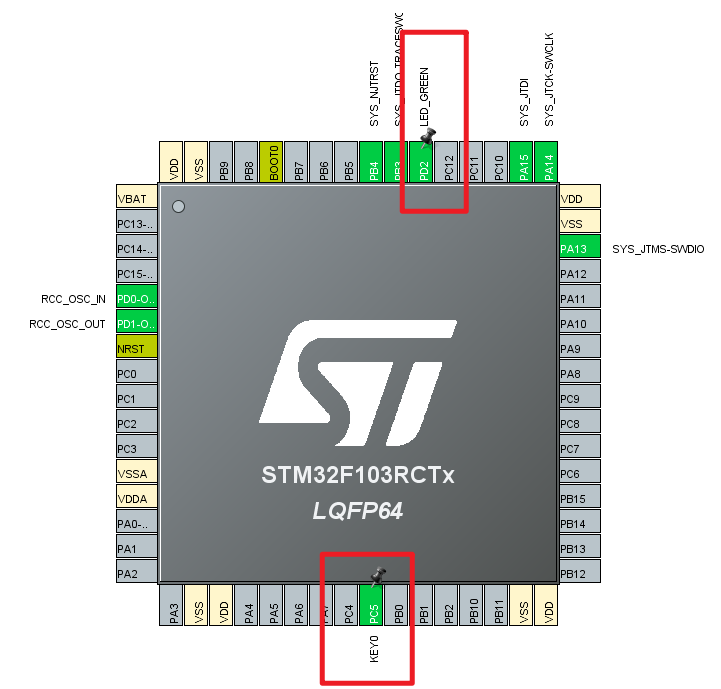 SYS_NJTRST
SYS_JTDO-TRACESWO
LED_GREEN
SYS_JTDI
SYS_JTCK-SWCLK
VDD
VSS
PB9
PB8
BOOT0
PB7
PB6
PB5
PB4
PB3
PD2
PC12
PC11
PC10
PA15
PA14
VBAT
PC13-..
PC14-..
PC15-..
RCC_OSC_IN
PD0-O..
RCC_OSC_OUT
PD1-O..
NRST
PC0
PC1
PC2
PC3
VSSA
VDDA
PA0-..
PA1
PA2
VDD
VSS
PA13
SYS_JTMS-SWDIO
PA12
PA11
PA10
PA9
PA8
PC9
PC8
PC7
PC6
PB15
PB14
PB13
PB12
ST
STM32F103RCTx
LQFP64
PA3
VSS
VDD
PA4
PA5
PA6
PA7
PC4
PC5
PB0
PB1
PB2
PB10
PB11
VSS
VDD
KEY0